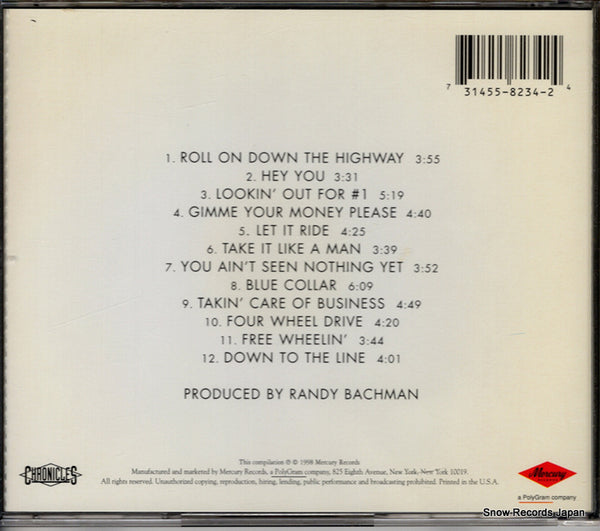 7 31455-8234-2 4
1. ROLL ON DOWN THE HIGHWAY 3:55
2. HEY YOU 3:31
3. LOOKIN' OUT FOR #1 5:19
4. GIMME YOUR MONEY PLEASE 4:40
5. LET IT RIDE 4:25
6. TAKE IT LIKE A MAN 3:39
7. YOU AIN'T SEEN NOTHING YET 3:52
8. BLUE COLLAR 6:09
9. TAKIN' CARE OF BUSINESS 4:49
10. FOUR WHEEL DRIVE 4:20
11. FREE WHEELIN' 3:44
12. DOWN TO THE LINE 4:01
PRODUCED BY RANDY BACHMAN
CHRONICLES
This compilation ℗ © 1998 Mercury Records
Manufactured and marketed by Mercury Records, a PolyGram company, 825 Eighth Avenue, New York, New York 10019.
All rights reserved. Unauthorized copying, reproduction, hiring, lending, public performance and broadcasting prohibited. Printed in the U.S.A.
Mercury
a PolyGram company
Snow-Records Japan